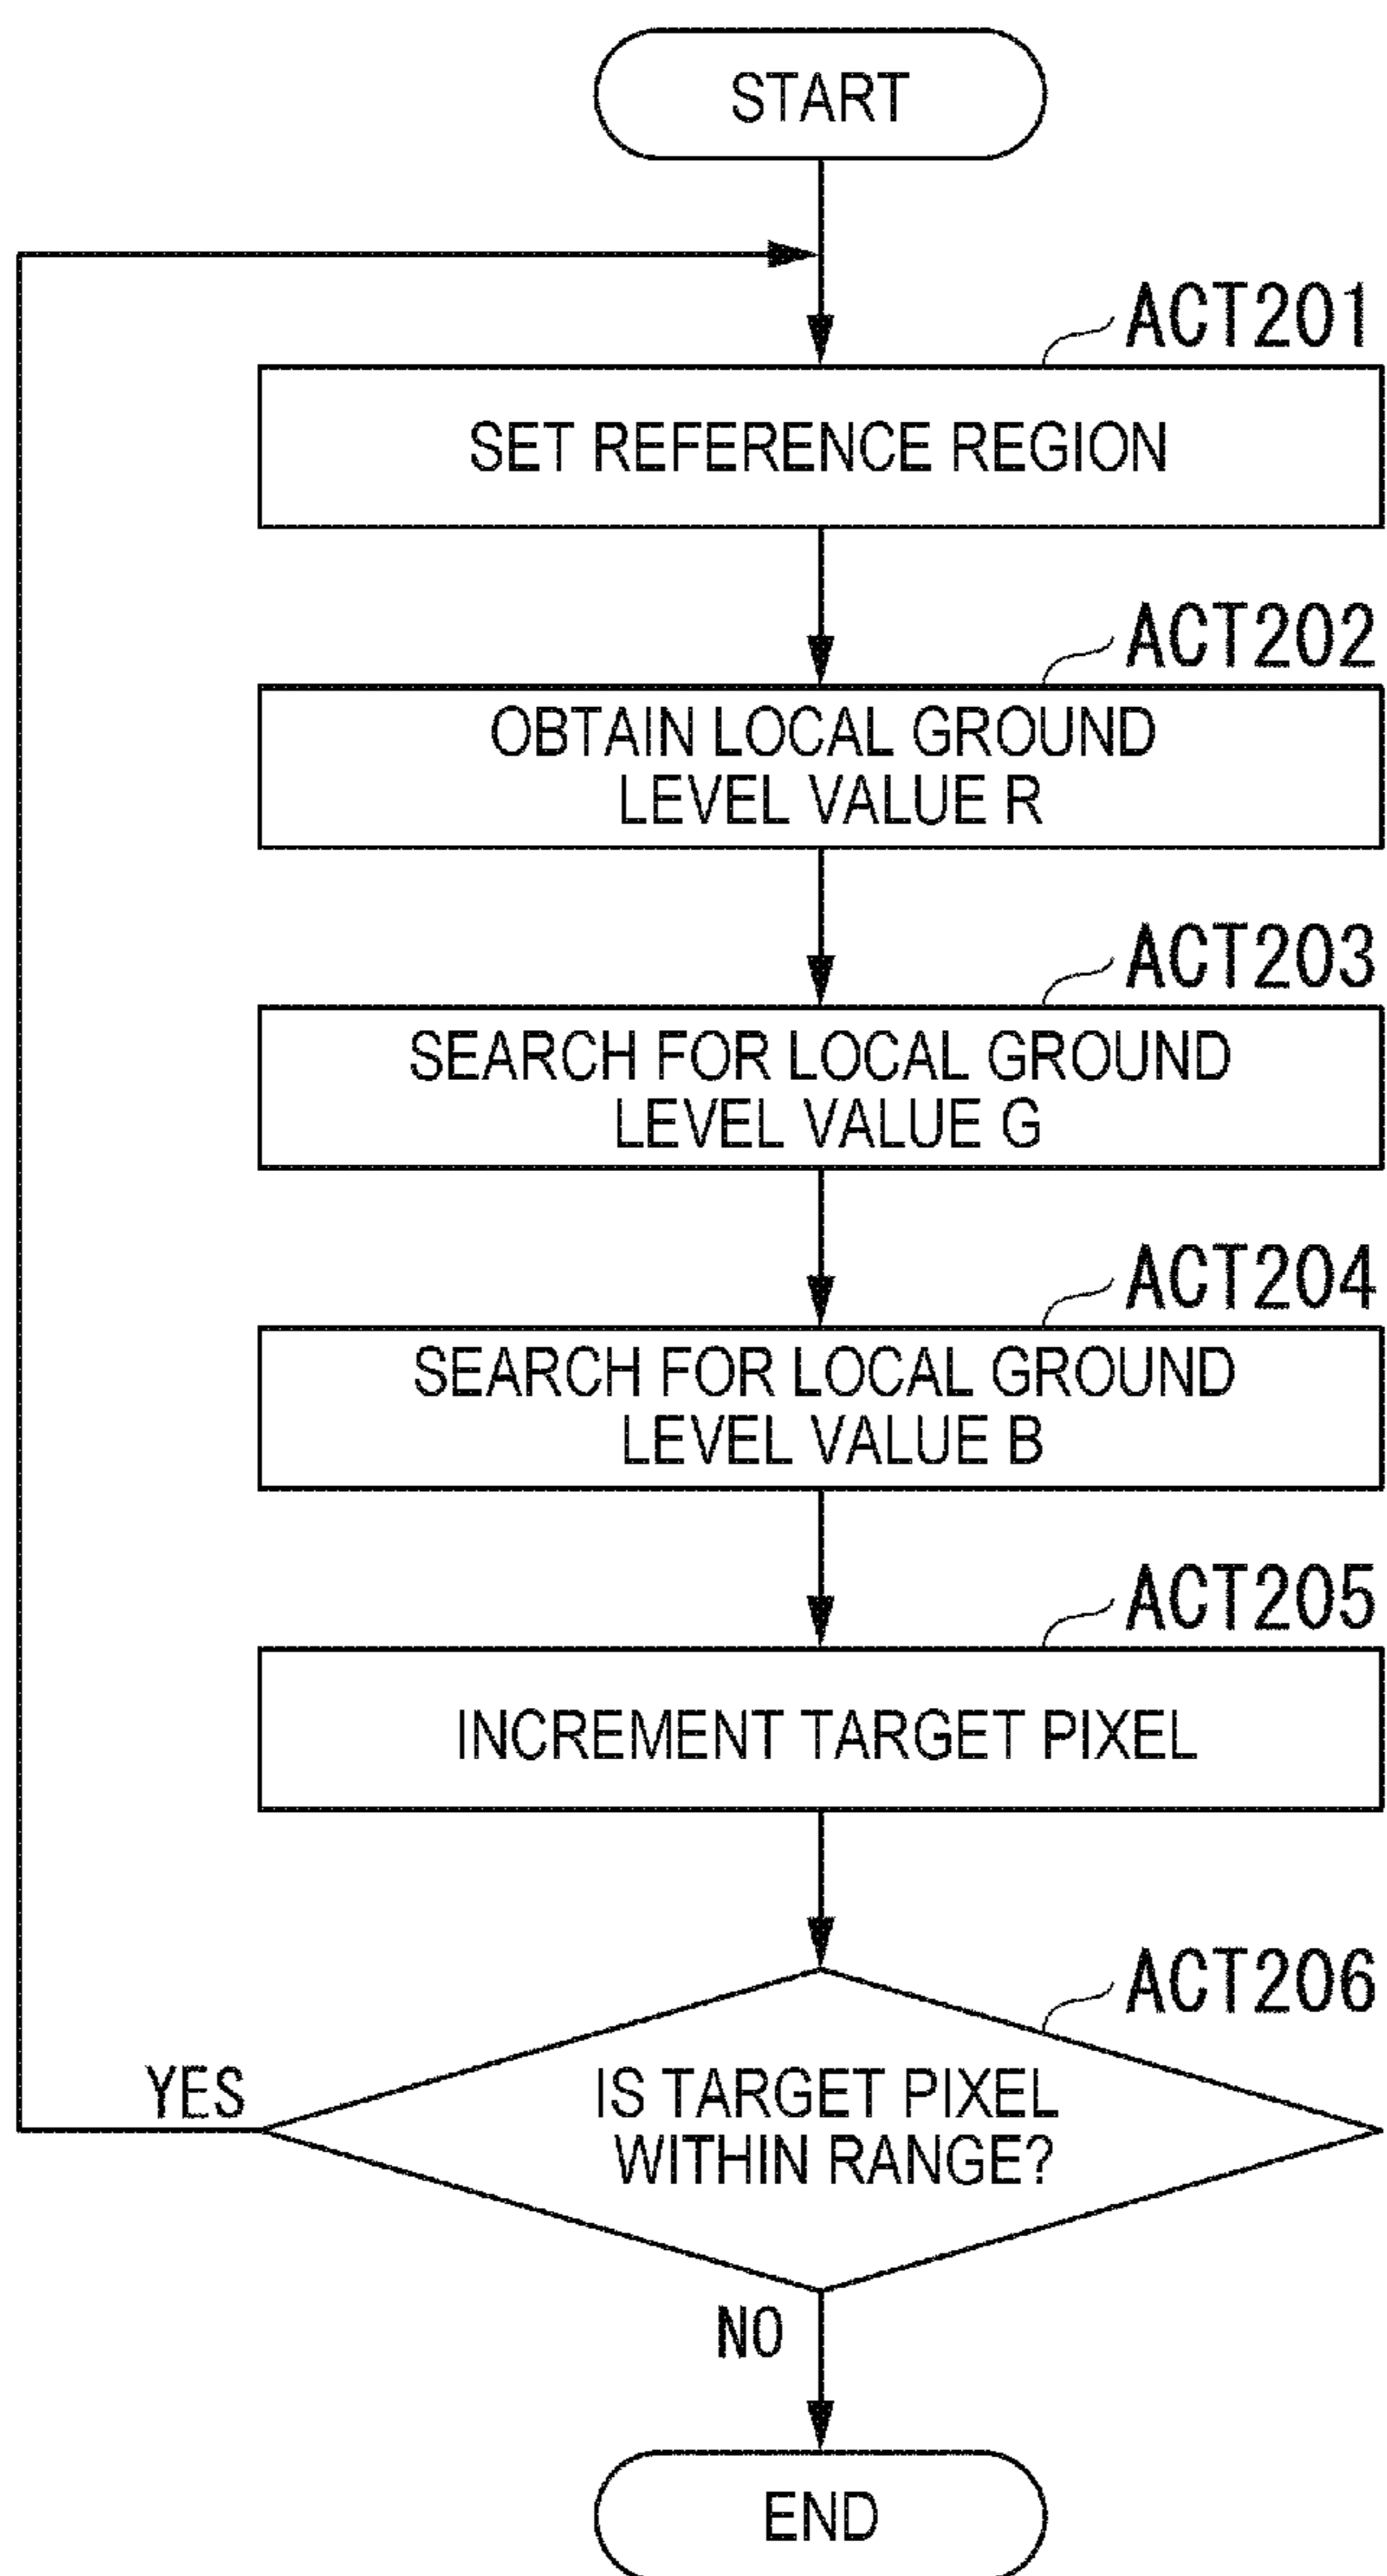 START
ACT201
SET REFERENCE REGION
ACT202
OBTAIN LOCAL GROUND
LEVEL VALUE R
ACT203
SEARCH FOR LOCAL GROUND
LEVEL VALUE G
ACT204
SEARCH FOR LOCAL GROUND
LEVEL VALUE B
ACT205
INCREMENT TARGET PIXEL
ACT206
IS TARGET PIXEL
WITHIN RANGE?
YES
NO
END